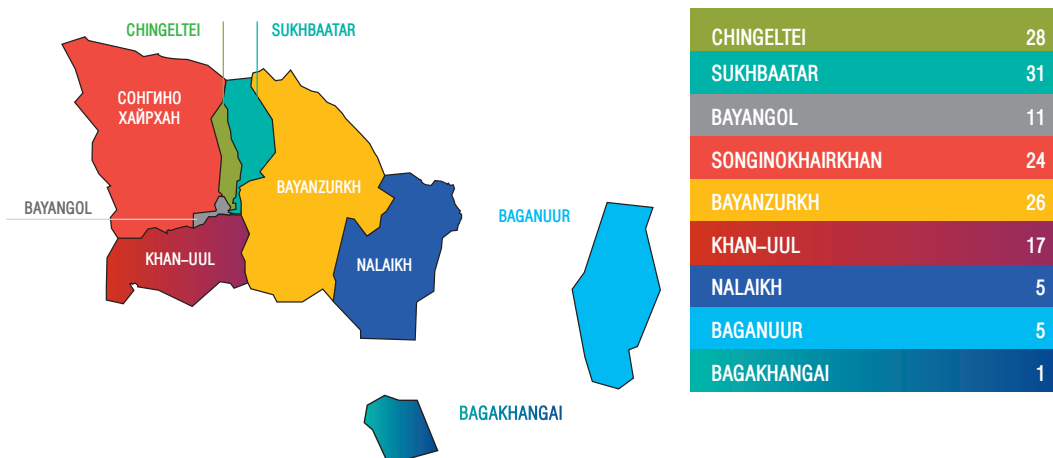 CHINGELTEI
SUKHBAATAR
СОНГИНО
ХАЙРХАН
BAYANZURKH
BAYANGOL
BAGANUUR
KHAN-UUL
NALAIKH
BAGAKHANGAI
CHINGELTEI 28
SUKHBAATAR 31
BAYANGOL 11
SONGINOKHAIRKHAN 24
BAYANZURKH 26
KHAN-UUL 17
NALAIKH 5
BAGANUUR 5
BAGAKHANGAI 1